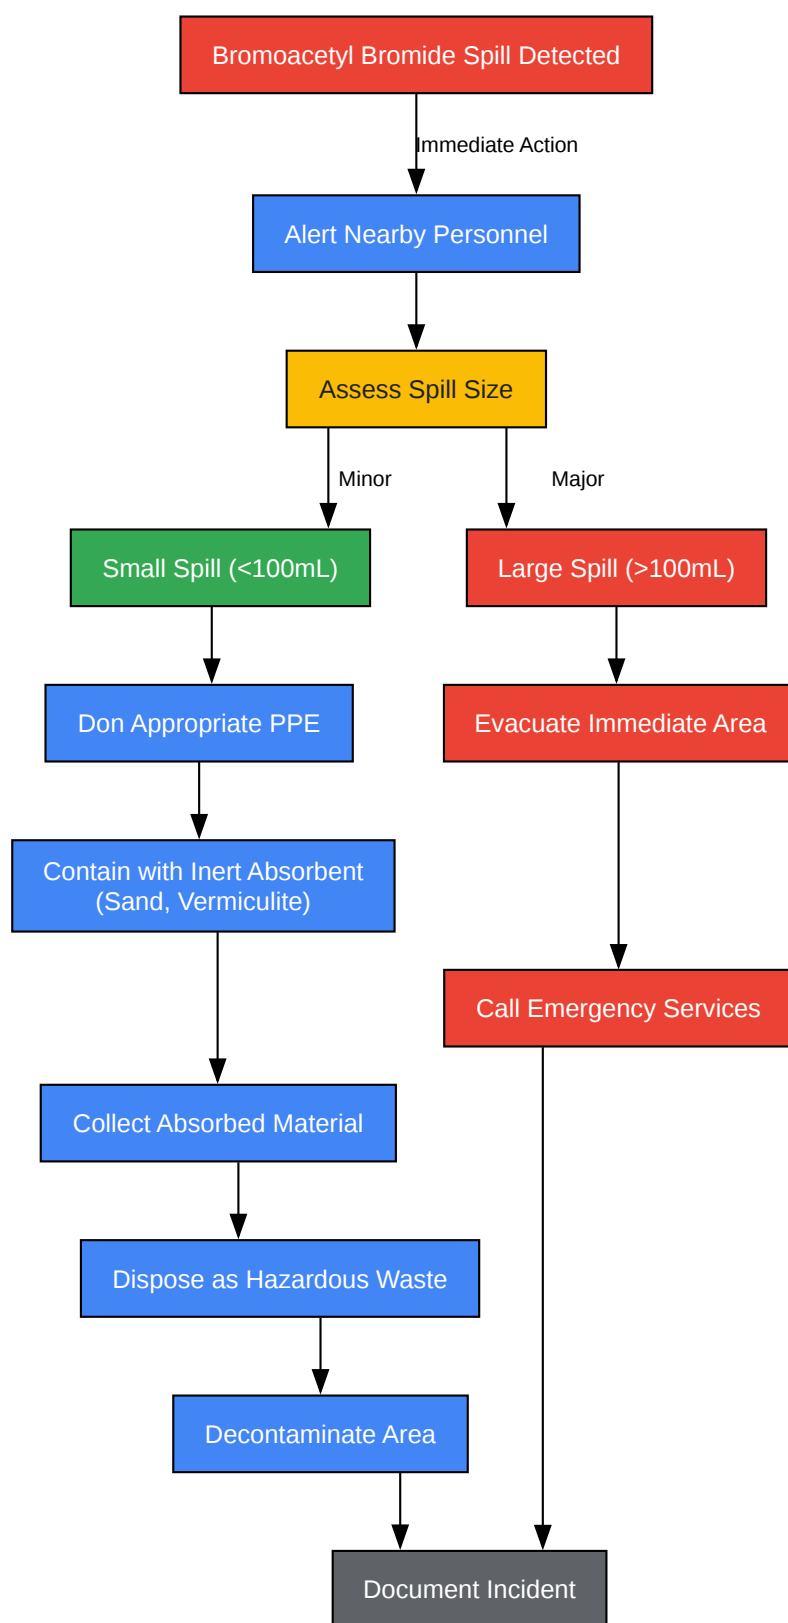 Bromoacetyl Bromide Spill Detected
Immediate Action
Alert Nearby Personnel
Assess Spill Size
Minor
Major
Small Spill (<100mL)
Large Spill (>100mL)
Don Appropriate PPE
Evacuate Immediate Area
Contain with Inert Absorbent
(Sand, Vermiculite)
Call Emergency Services
Collect Absorbed Material
Dispose as Hazardous Waste
Decontaminate Area
Document Incident